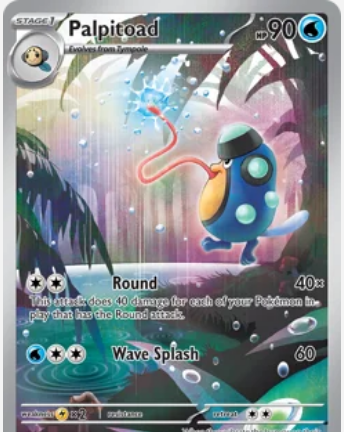 STAGE 1
Palpitoad
HP 90
Evolves from Tympole
Round 40×
This attack does 40 damage for each of your Pokémon in
play that has the Round attack.
Wave Splash 60
weakness ×2 resistance retreat